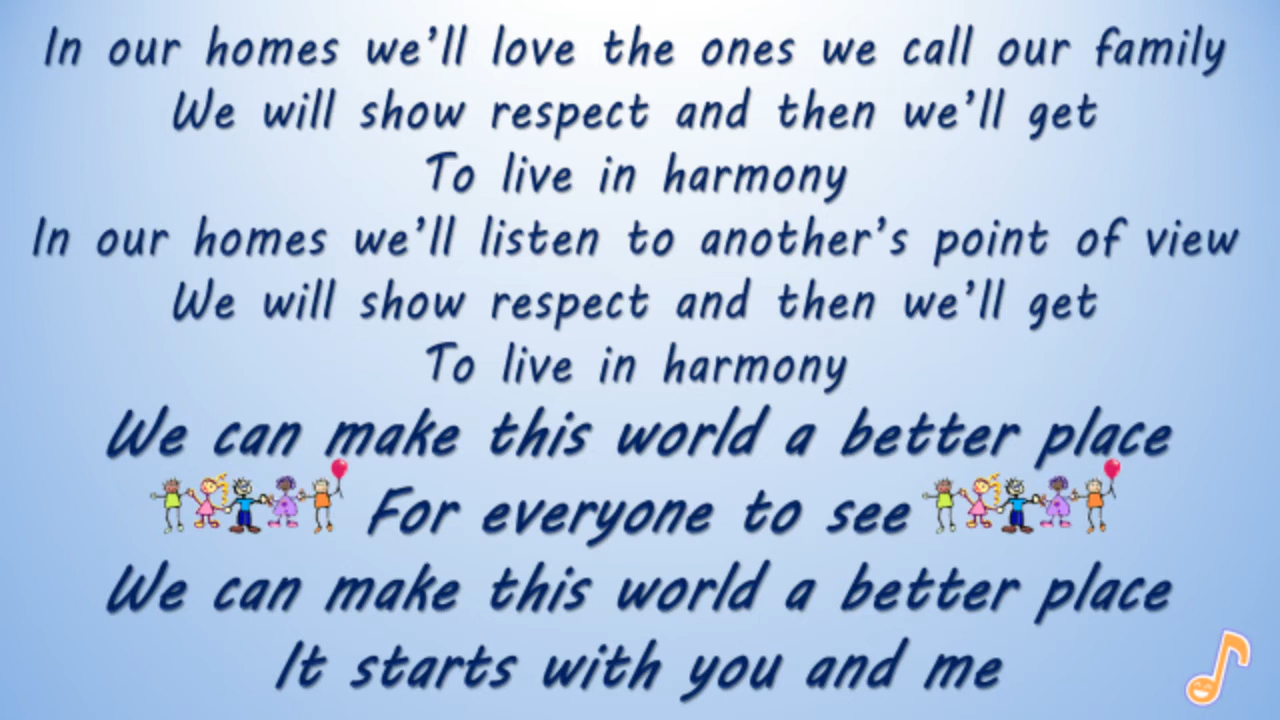 In our homes we'll love the ones we call our family
We will show respect and then we'll get
To live in harmony
In our homes we'll listen to another's point of view
We will show respect and then we'll get
To live in harmony
We can make this world a better place
For everyone to see
We can make this world a better place
It starts with you and me